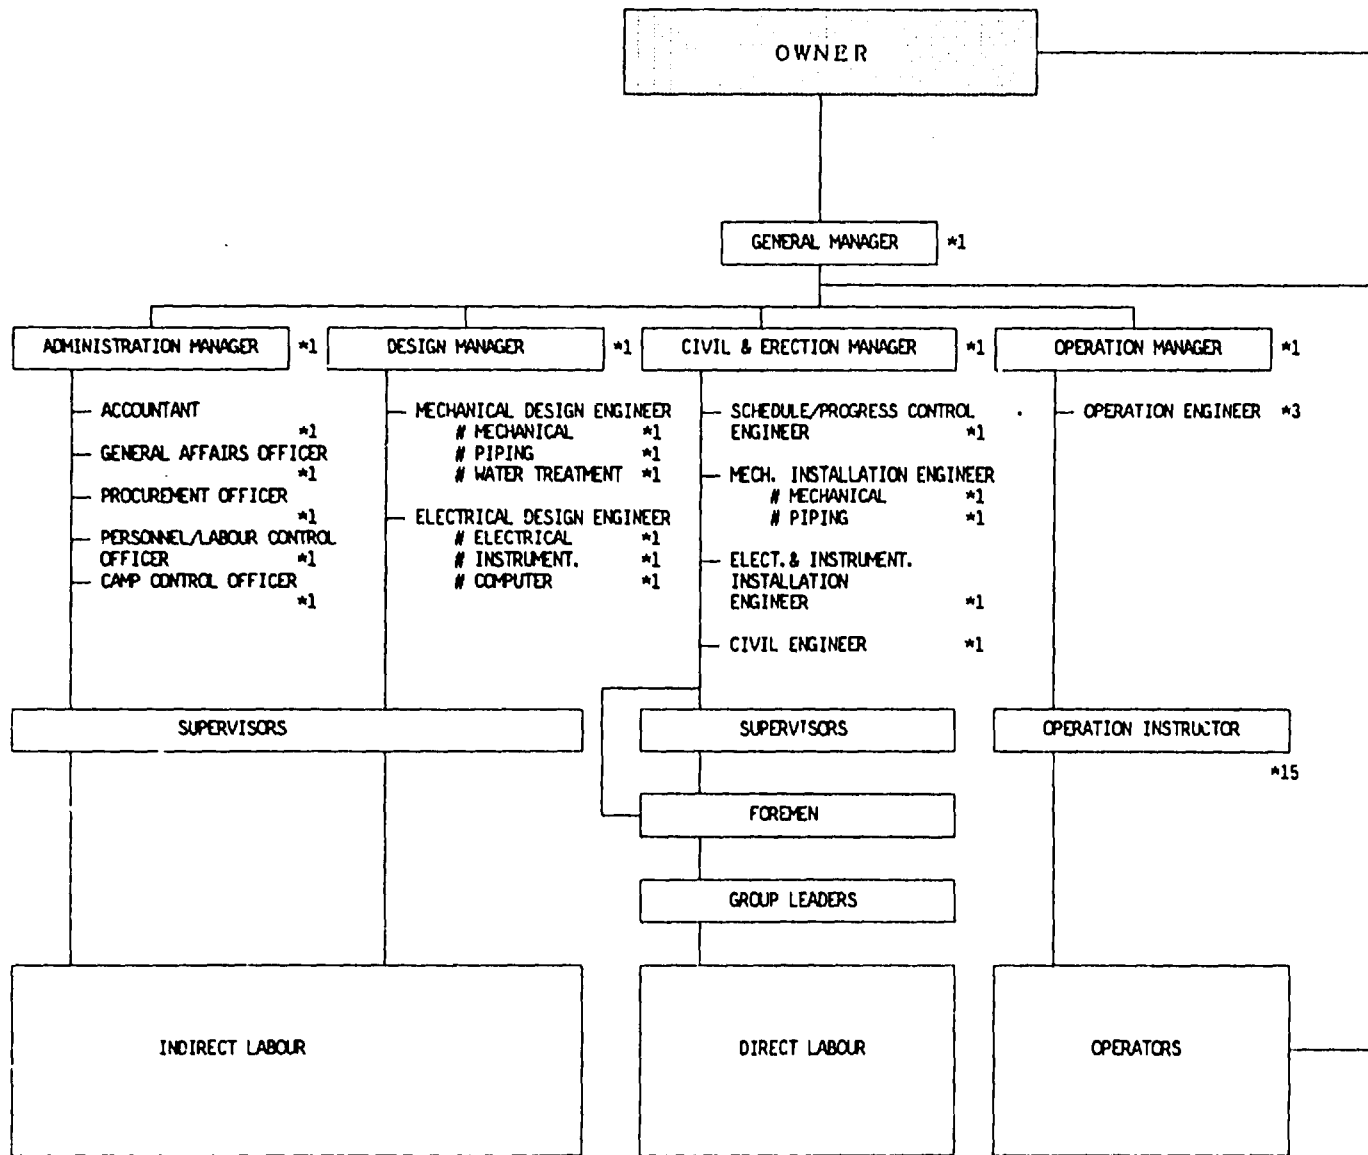 OWNER
GENERAL MANAGER *1
ADMINISTRATION MANAGER *1
DESIGN MANAGER *1
CIVIL & ERECTION MANAGER *1
OPERATION MANAGER *1
ACCOUNTANT
*1
GENERAL AFFAIRS OFFICER
*1
PROCUREMENT OFFICER
*1
PERSONNEL/LABOUR CONTROL
OFFICER *1
CAMP CONTROL OFFICER
*1
MECHANICAL DESIGN ENGINEER
# MECHANICAL *1
# PIPING *1
# WATER TREATMENT *1
ELECTRICAL DESIGN ENGINEER
# ELECTRICAL *1
# INSTRUMENT. *1
# COMPUTER *1
SCHEDULE/PROGRESS CONTROL
ENGINEER *1
MECH. INSTALLATION ENGINEER
# MECHANICAL *1
# PIPING *1
ELECT.& INSTRUMENT.
INSTALLATION
ENGINEER *1
CIVIL ENGINEER *1
OPERATION ENGINEER *3
SUPERVISORS
SUPERVISORS
OPERATION INSTRUCTOR
*15
FOREMEN
GROUP LEADERS
INDIRECT LABOUR
DIRECT LABOUR
OPERATORS